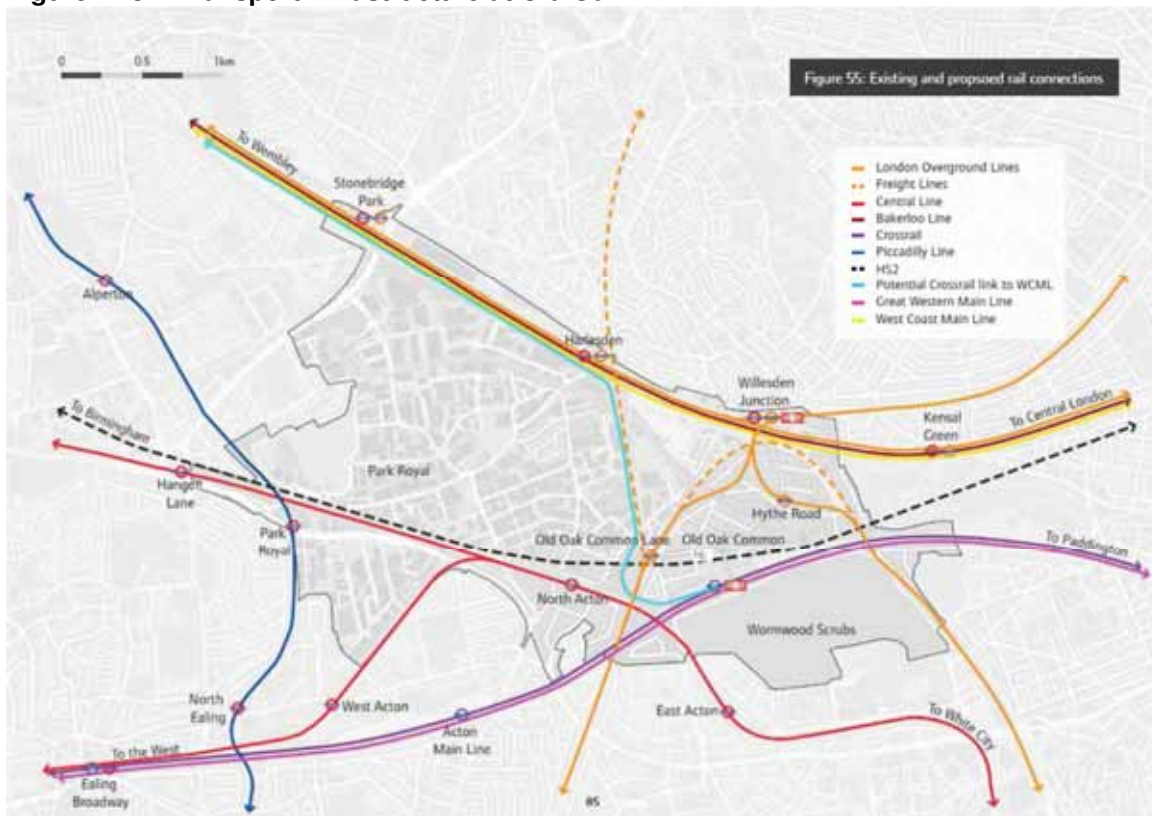 0 0.5 1km
Figure 55: Existing and propsoed rail connections
London Overground Lines
Freight Lines
Central Line
Bakerloo Line
Crossrail
Piccadilly Line
HS2
Potential Crossrail link to WCML
Great Western Main Line
West Coast Main Line
To Wembley
Stonebridge
Park
Alperton
Harlesden
Willesden
Junction
Kensal
Green
To Central London
To Birmingham
Hanger
Lane
Park Royal
Park
Royal
Hythe Road
Old Oak Common Lane
Old Oak Common
To Paddington
North Acton
Wormwood Scrubs
North
Ealing
West Acton
East Acton
To White City
Acton
Main Line
To the West
Ealing
Broadway
85